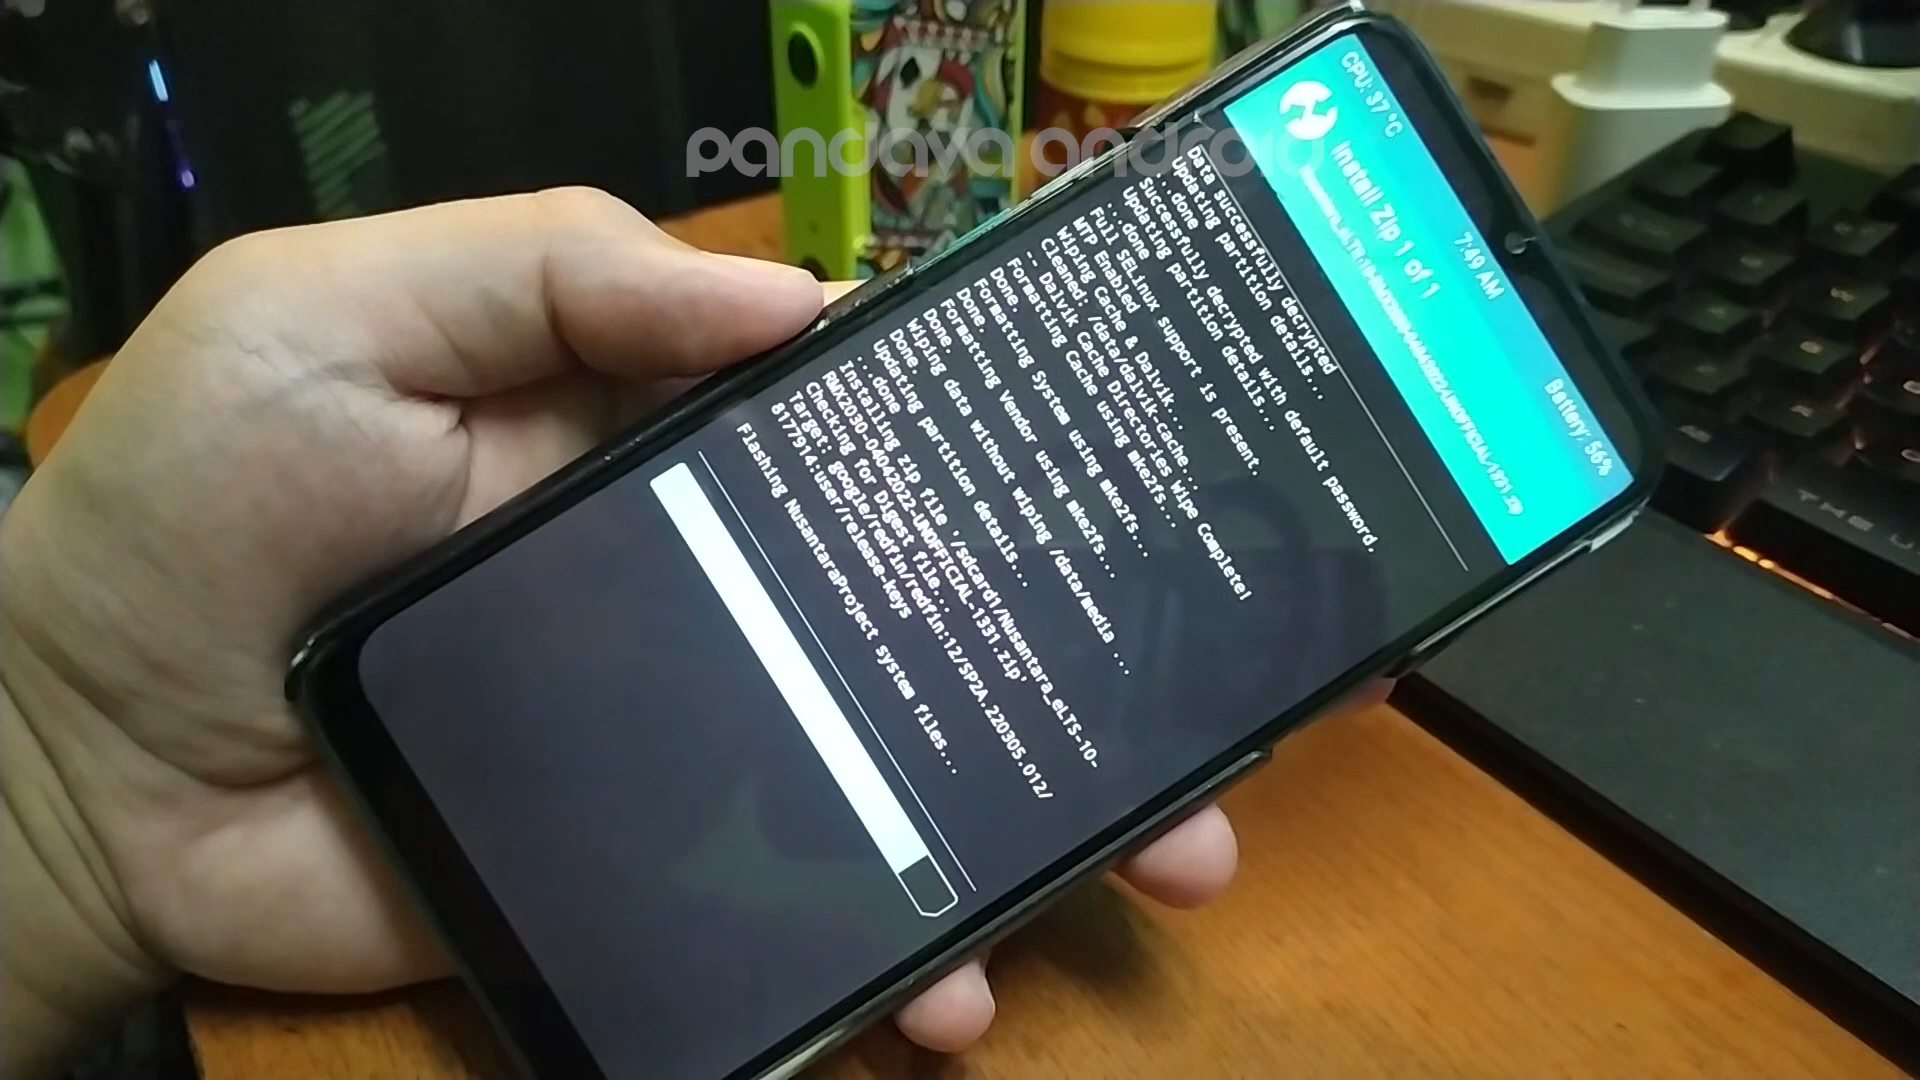 pandava android
CPU: 37 °C
7:49 AM
Battery: 56%
Install Zip 1 of 1
Data successfully decrypted
Updating partition details...
...done
Successfully decrypted with default password.
Updating partition details...
...done
Full SELinux support is present.
MTP Enabled
Wiping Cache & Dalvik...
Cleaned: /data/dalvik-cache...
-- Dalvik Cache Directories Wipe Complete!
Formatting Cache using mke2fs...
Done.
Formatting System using mke2fs...
Done.
Formatting Vendor using mke2fs...
Done.
Wiping data without wiping /data/media ...
Done.
Updating partition details...
...done
Installing zip file '/sdcard1/Nusantara_eLTS-10-
RMX2030-04042022-UNOFFICIAL-1331.zip'
Checking for Digest file...
Target: google/redfin/redfin:12/SP2A.220305.012/
8177914:user/release-keys
Flashing NusantaraProject system files...